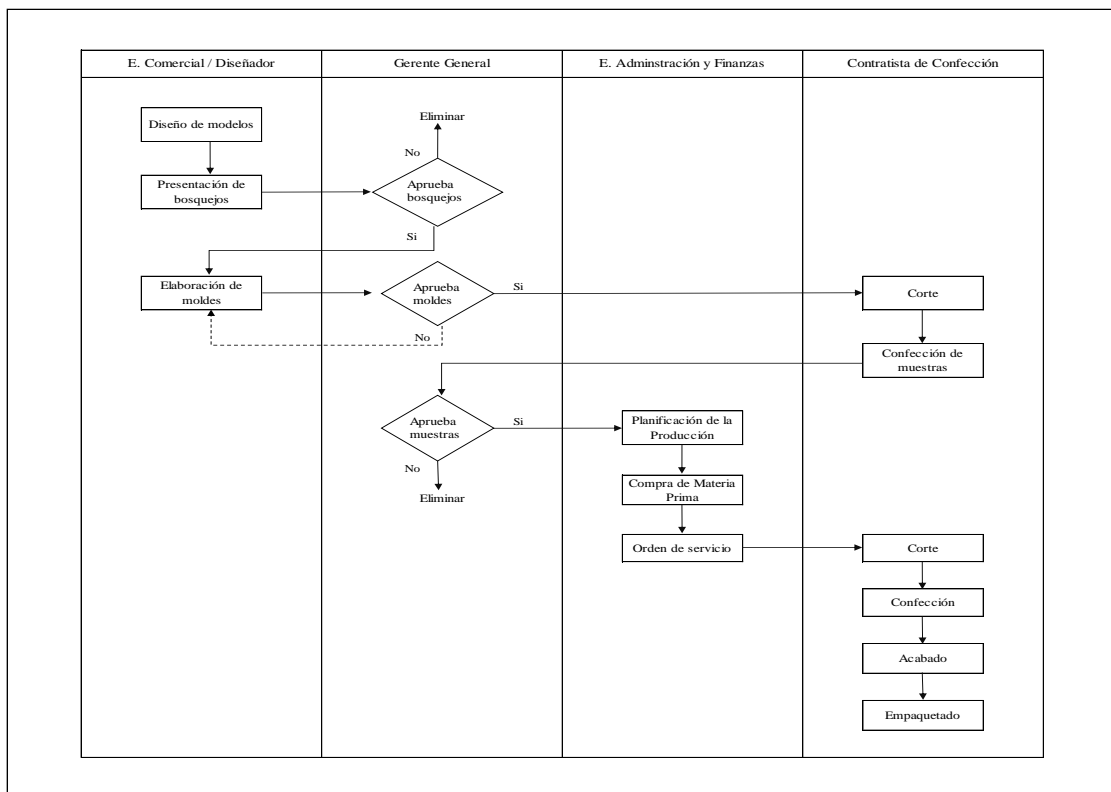 E. Comercial / Diseñador
Gerente General
E. Adminstración y Finanzas
Contratista de Confección
Diseño de modelos
Eliminar
No
Presentación de
bosquejos
Aprueba
bosquejos
Si
Elaboración de
moldes
Aprueba
moldes
Si
Corte
No
Confección de
muestras
Aprueba
muestras
Si
Planificación de la
Producción
No
Eliminar
Compra de Materia
Prima
Orden de servicio
Corte
Confección
Acabado
Empaquetado